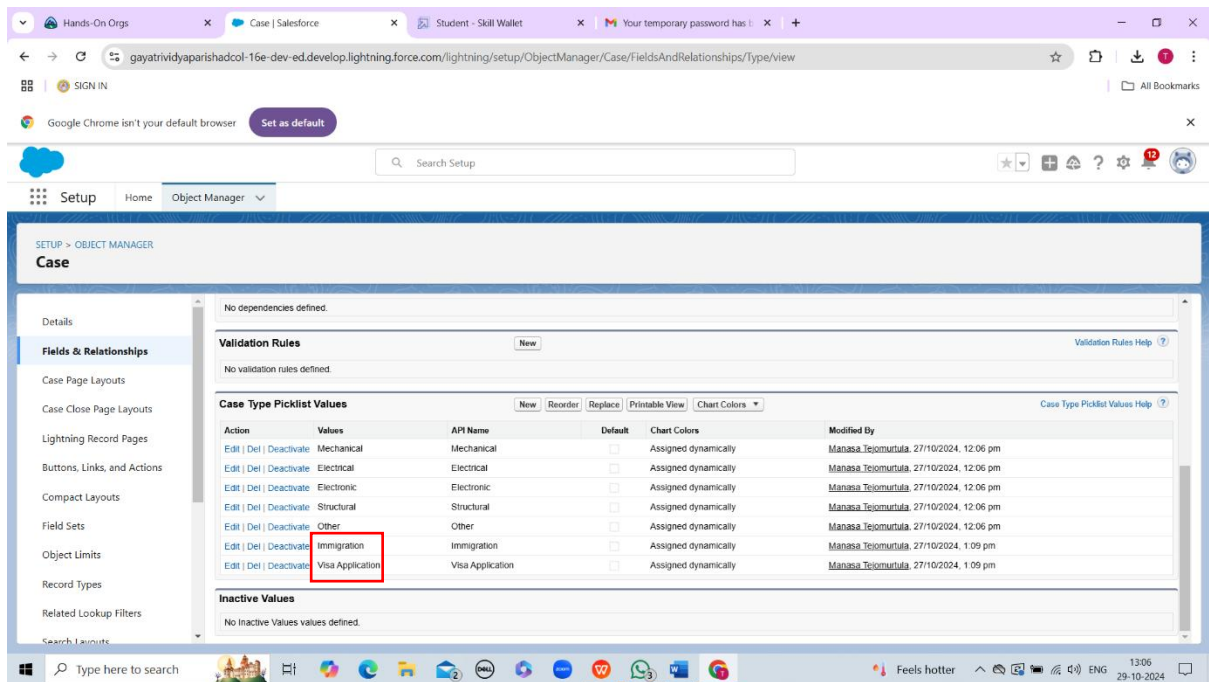 Hands-On Orgs
Case | Salesforce
Student - Skill Wallet
Your temporary password has b
gayatrividyaparishadcol-16e-dev-ed.develop.lightning.force.com/lightning/setup/ObjectManager/Case/FieldsAndRelationships/Type/view
T
SIGN IN
All Bookmarks
Google Chrome isn't your default browser
Set as default
Search Setup
12
Setup
Home
Object Manager
SETUP > OBJECT MANAGER
Case
Details
Fields & Relationships
Case Page Layouts
Case Close Page Layouts
Lightning Record Pages
Buttons, Links, and Actions
Compact Layouts
Field Sets
Object Limits
Record Types
Related Lookup Filters
Search Layouts
No dependencies defined.
Validation Rules New Validation Rules Help ?
No validation rules defined.
Case Type Picklist Values New Reorder Replace Printable View Chart Colors Case Type Picklist Values Help ?
Action Values API Name Default Chart Colors Modified By
Edit | Del | Deactivate Mechanical Mechanical Assigned dynamically Manasa Tejomurtula, 27/10/2024, 12:06 pm
Edit | Del | Deactivate Electrical Electrical Assigned dynamically Manasa Tejomurtula, 27/10/2024, 12:06 pm
Edit | Del | Deactivate Electronic Electronic Assigned dynamically Manasa Tejomurtula, 27/10/2024, 12:06 pm
Edit | Del | Deactivate Structural Structural Assigned dynamically Manasa Tejomurtula, 27/10/2024, 12:06 pm
Edit | Del | Deactivate Other Other Assigned dynamically Manasa Tejomurtula, 27/10/2024, 12:06 pm
Edit | Del | Deactivate Immigration Immigration Assigned dynamically Manasa Tejomurtula, 27/10/2024, 1:09 pm
Edit | Del | Deactivate Visa Application Visa Application Assigned dynamically Manasa Tejomurtula, 27/10/2024, 1:09 pm
Inactive Values
No Inactive Values values defined.
Type here to search
2
DELL
zoom
3
Feels hotter
ENG
13:06
29-10-2024